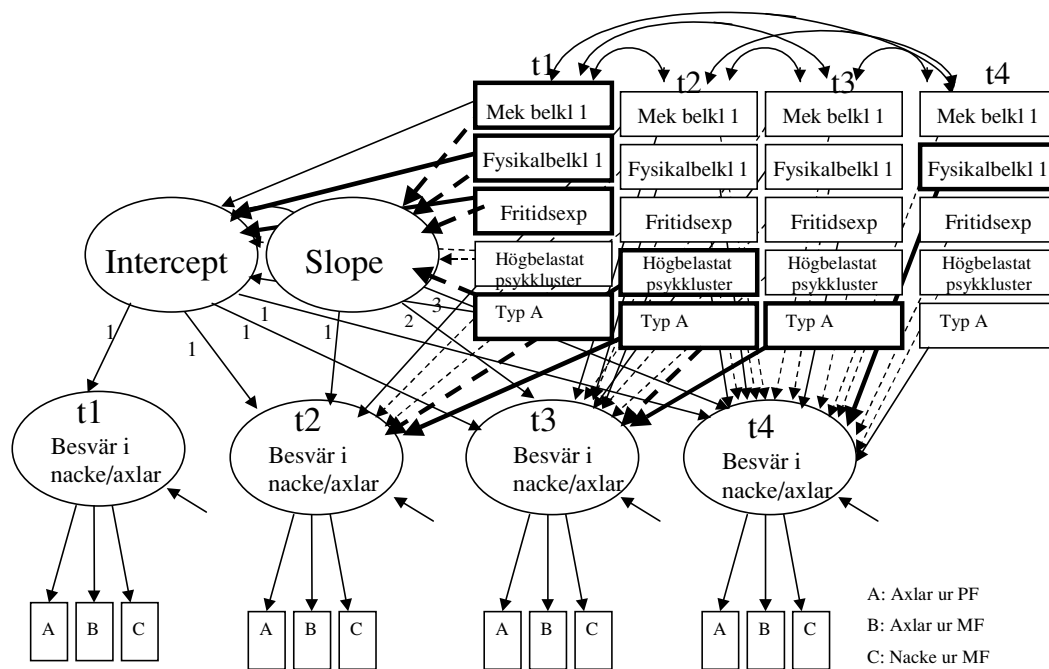 t1
t2
t3
t4
Mek belkl 1
Mek belkl 1
Mek belkl 1
Mek belkl 1
Fysikalbelkl 1
Fysikalbelkl 1
Fysikalbelkl 1
Fysikalbelkl 1
Fritidsexp
Fritidsexp
Fritidsexp
Fritidsexp
Högbelastat
psykkluster
Högbelastat
psykkluster
Högbelastat
psykkluster
Högbelastat
psykkluster
Typ A
Typ A
Typ A
Typ A
Intercept
Slope
1
1
1
1
1
2
3
t1
Besvär i
nacke/axlar
t2
Besvär i
nacke/axlar
t3
Besvär i
nacke/axlar
t4
Besvär i
nacke/axlar
A
B
C
A
B
C
A
B
C
A
B
C
A: Axlar ur PF
B: Axlar ur MF
C: Nacke ur MF